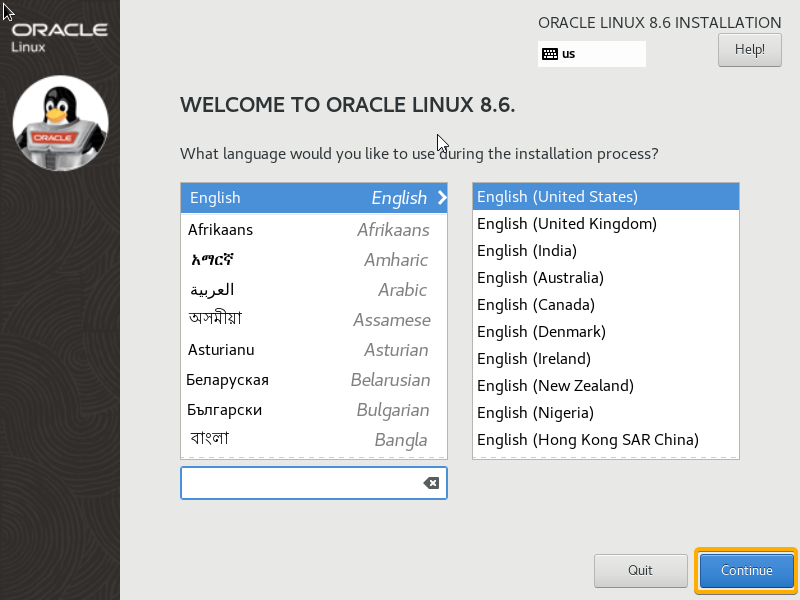 ORACLE
Linux
ORACLE
ORACLE LINUX 8.6 INSTALLATION
us
Help!
WELCOME TO ORACLE LINUX 8.6.
What language would you like to use during the installation process?
English English
Afrikaans Afrikaans
አማርኛ Amharic
العربية Arabic
অসমীয়া Assamese
Asturianu Asturian
Беларуская Belarusian
Български Bulgarian
বাংলা Bangla
English (United States)
English (United Kingdom)
English (India)
English (Australia)
English (Canada)
English (Denmark)
English (Ireland)
English (New Zealand)
English (Nigeria)
English (Hong Kong SAR China)
Quit
Continue